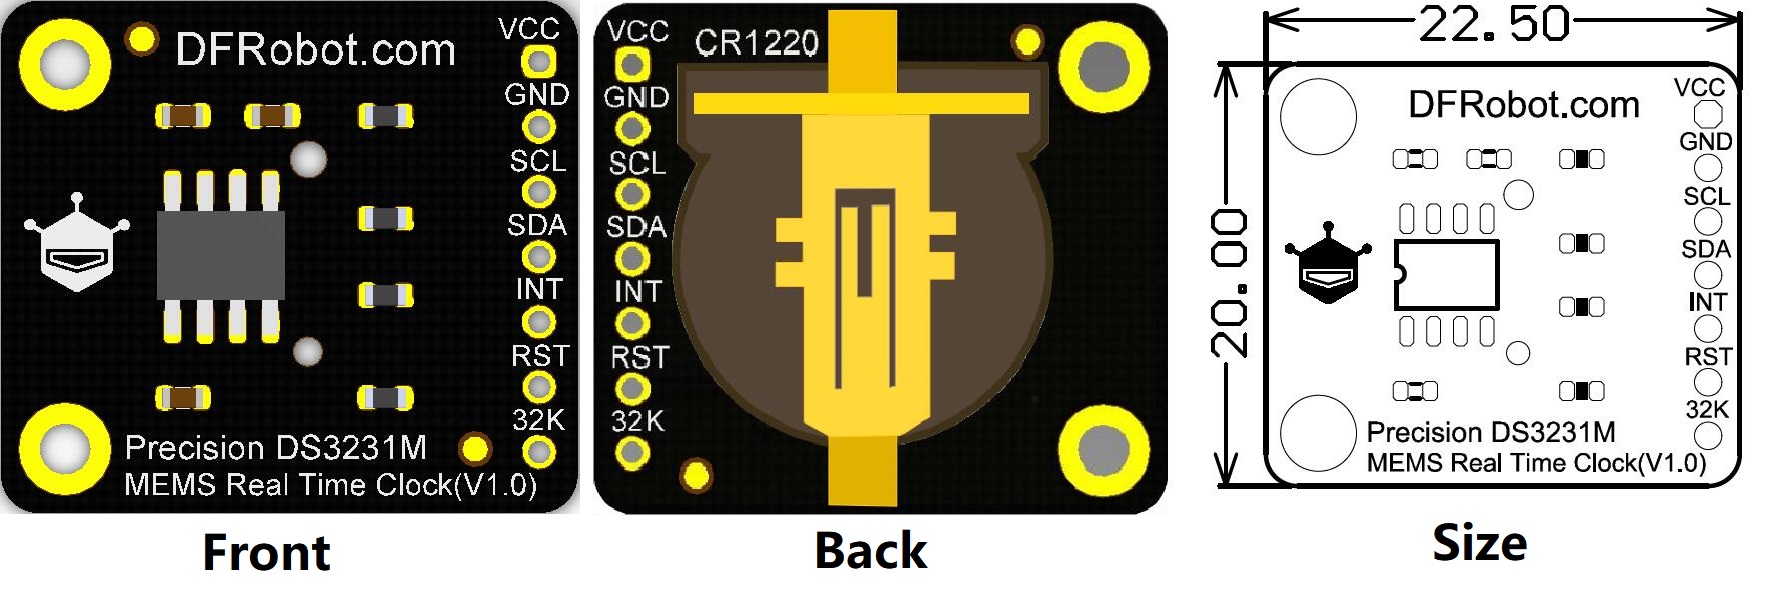 DFRobot.com
VCC
GND
SCL
SDA
INT
RST
32K
Precision DS3231M
MEMS Real Time Clock(V1.0)
Front
VCC
CR1220
GND
SCL
SDA
INT
RST
32K
Back
22.50
20.00
DFRobot.com
VCC
GND
SCL
SDA
INT
RST
32K
Precision DS3231M
MEMS Real Time Clock(V1.0)
Size